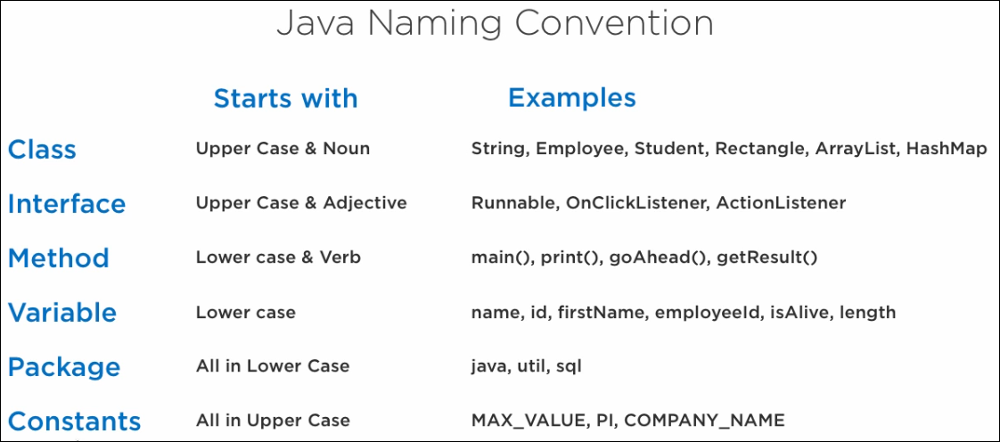 Java Naming Convention
Starts with Examples
Class Upper Case & Noun String, Employee, Student, Rectangle, ArrayList, HashMap
Interface Upper Case & Adjective Runnable, OnClickListener, ActionListener
Method Lower case & Verb main(), print(), goAhead(), getResult()
Variable Lower case name, id, firstName, employeeId, isAlive, length
Package All in Lower Case java, util, sql
Constants All in Upper Case MAX_VALUE, PI, COMPANY_NAME